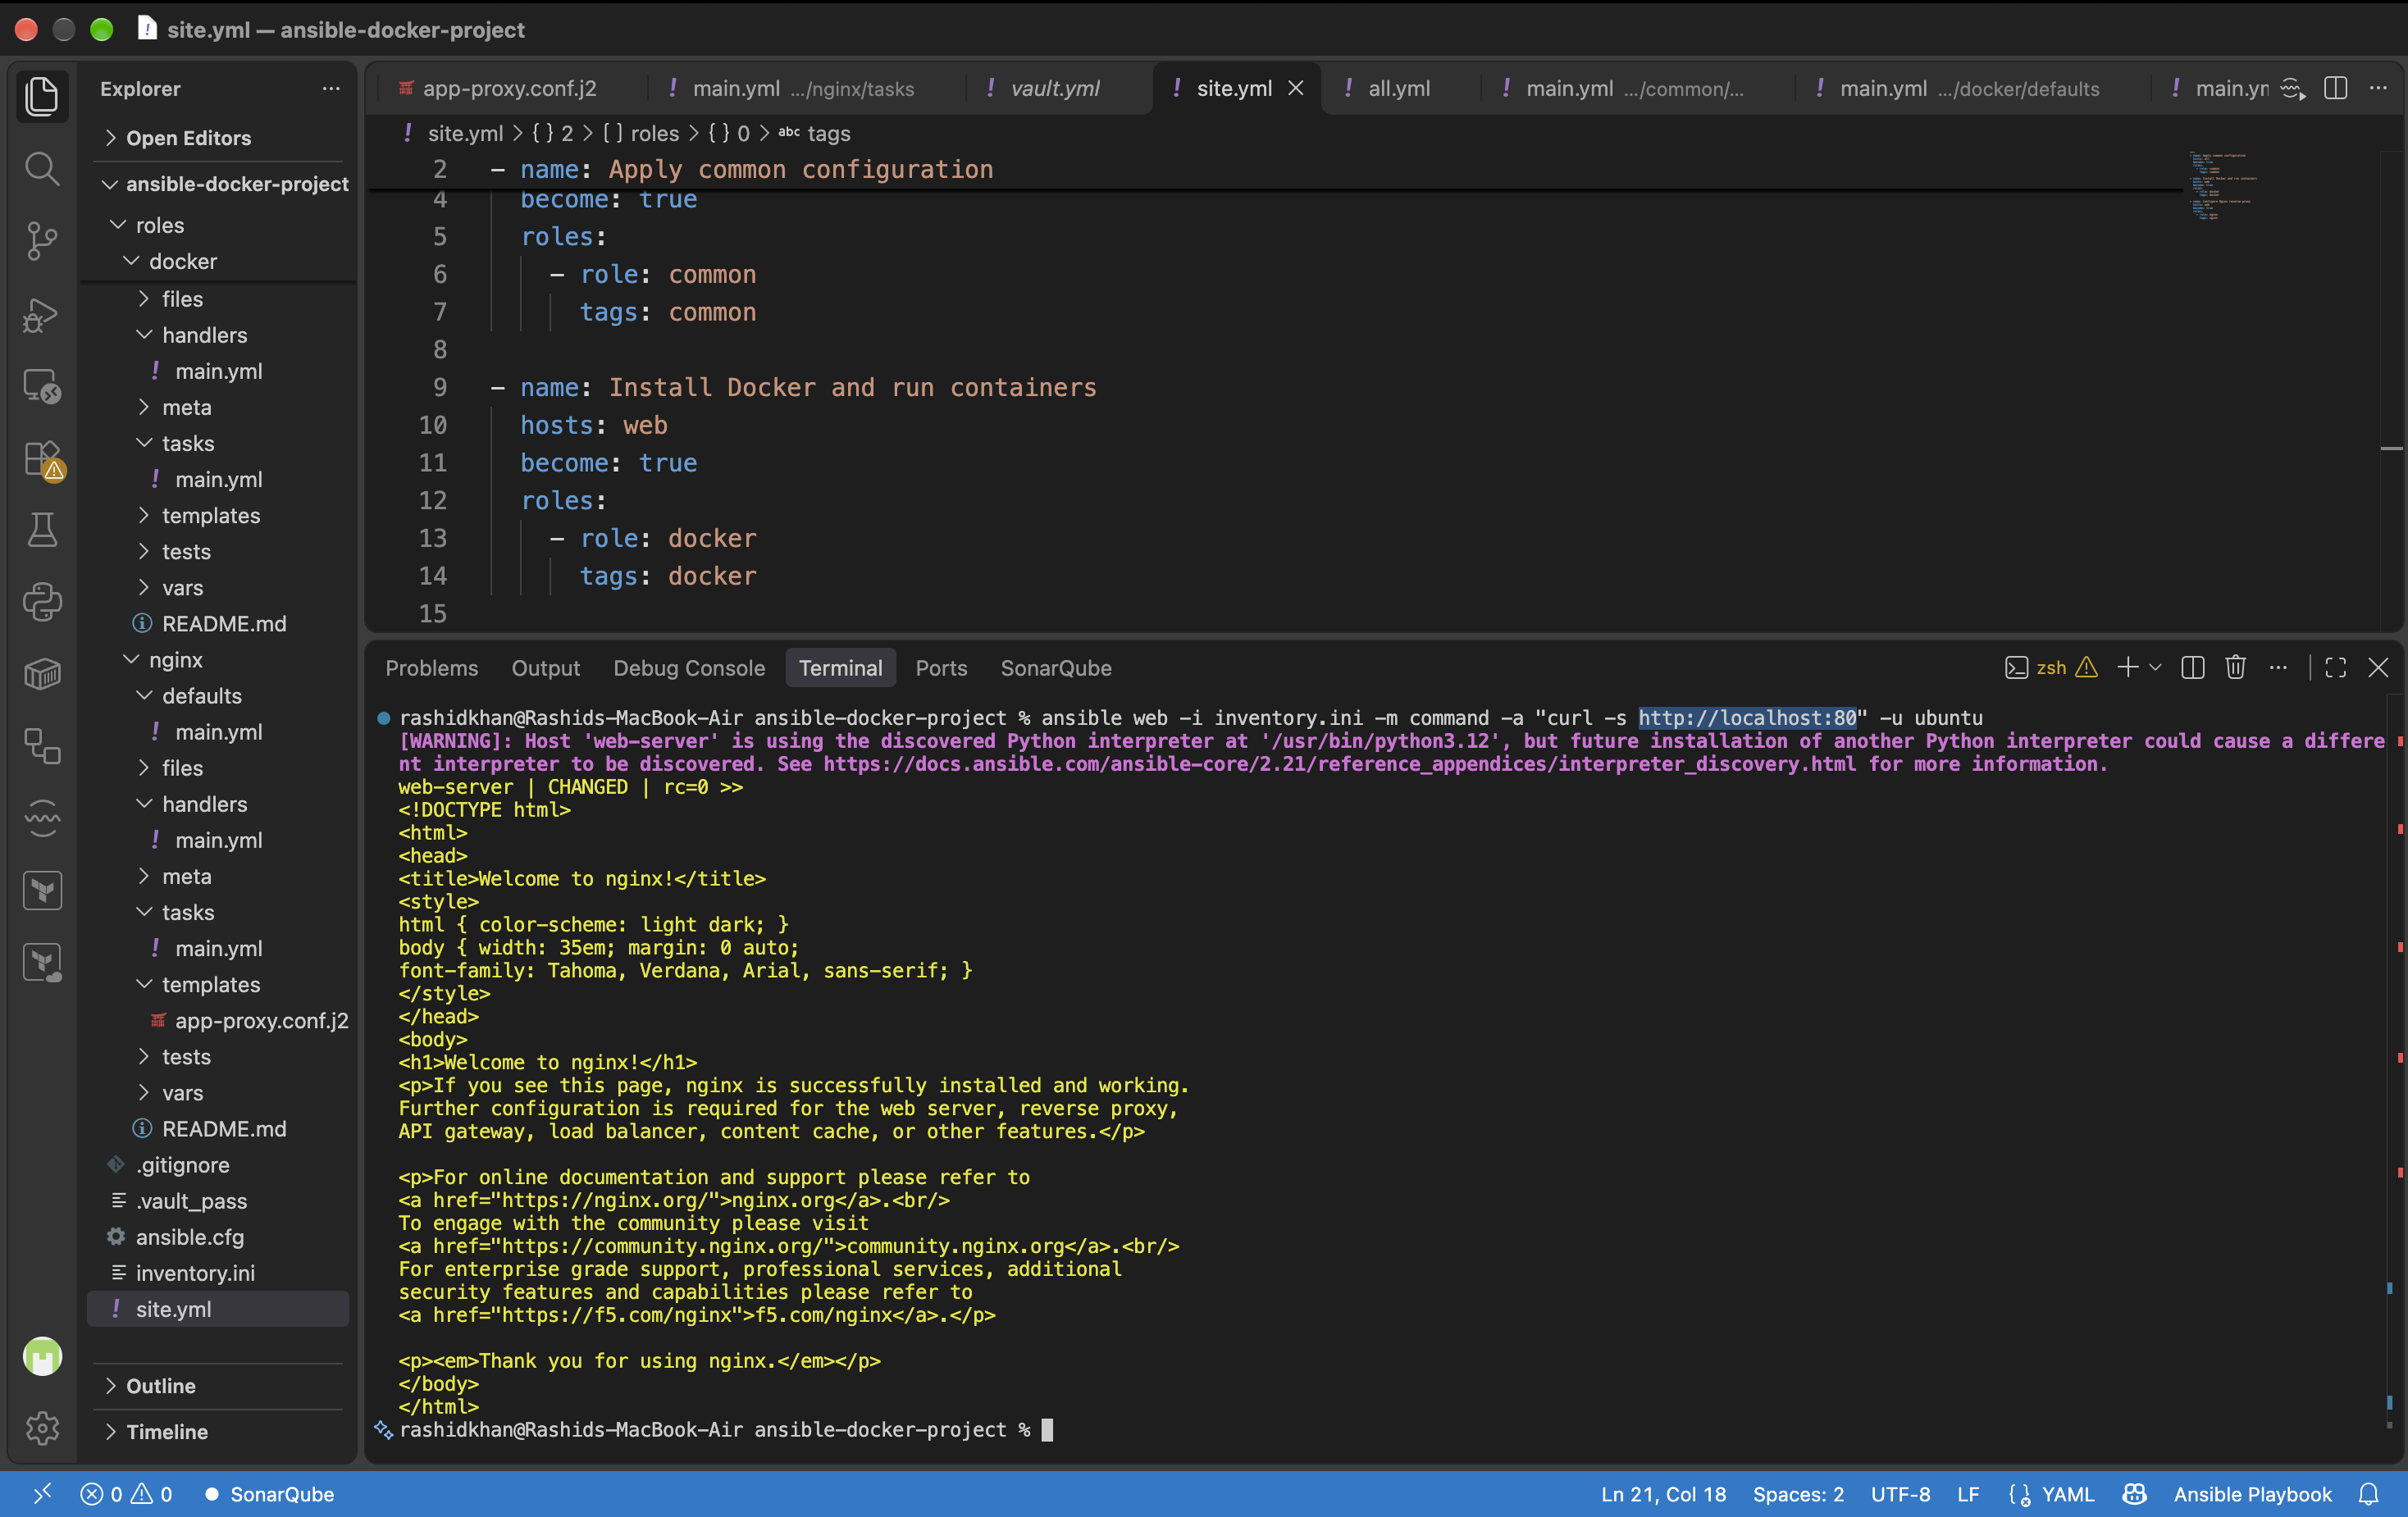 site.yml — ansible-docker-project
Explorer
Open Editors
ansible-docker-project
roles
docker
files
handlers
main.yml
meta
tasks
main.yml
templates
tests
vars
README.md
nginx
defaults
main.yml
files
handlers
main.yml
meta
tasks
main.yml
templates
app-proxy.conf.j2
tests
vars
README.md
.gitignore
.vault_pass
ansible.cfg
inventory.ini
site.yml
Outline
Timeline
app-proxy.conf.j2 main.yml .../nginx/tasks vault.yml site.yml all.yml main.yml .../common/... main.yml .../docker/defaults main.yr
site.yml > { } 2 > [ ] roles > { } 0 > abc tags
2 - name: Apply common configuration
4 become: true
5 roles:
6 - role: common
7 tags: common
8
9 - name: Install Docker and run containers
10 hosts: web
11 become: true
12 roles:
13 - role: docker
14 tags: docker
15
Problems Output Debug Console Terminal Ports SonarQube zsh
rashidkhan@Rashids-MacBook-Air ansible-docker-project % ansible web -i inventory.ini -m command -a "curl -s http://localhost:80" -u ubuntu
[WARNING]: Host 'web-server' is using the discovered Python interpreter at '/usr/bin/python3.12', but future installation of another Python interpreter could cause a differe
nt interpreter to be discovered. See https://docs.ansible.com/ansible-core/2.21/reference_appendices/interpreter_discovery.html for more information.
web-server | CHANGED | rc=0 >>
<!DOCTYPE html>
<html>
<head>
<title>Welcome to nginx!</title>
<style>
html { color-scheme: light dark; }
body { width: 35em; margin: 0 auto;
font-family: Tahoma, Verdana, Arial, sans-serif; }
</style>
</head>
<body>
<h1>Welcome to nginx!</h1>
<p>If you see this page, nginx is successfully installed and working.
Further configuration is required for the web server, reverse proxy,
API gateway, load balancer, content cache, or other features.</p>
<p>For online documentation and support please refer to
<a href="https://nginx.org/">nginx.org</a>.<br/>
To engage with the community please visit
<a href="https://community.nginx.org/">community.nginx.org</a>.<br/>
For enterprise grade support, professional services, additional
security features and capabilities please refer to
<a href="https://f5.com/nginx">f5.com/nginx</a>.</p>
<p><em>Thank you for using nginx.</em></p>
</body>
</html>
rashidkhan@Rashids-MacBook-Air ansible-docker-project %
0 0 SonarQube Ln 21, Col 18 Spaces: 2 UTF-8 LF YAML Ansible Playbook